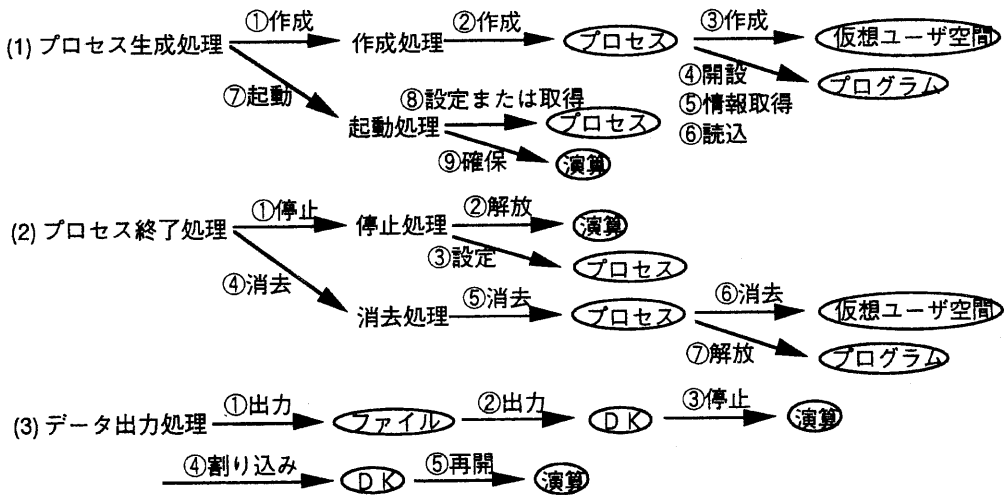 ①作成 ②作成 ③作成
(1) プロセス生成処理 作成処理 プロセス 仮想ユーザ空間
④開設 プログラム
⑦起動 ⑧設定または取得 ⑤情報取得
起動処理 プロセス ⑥読込
⑨確保 演算
①停止 ②解放
(2) プロセス終了処理 停止処理 演算
③設定 プロセス
④消去 ⑤消去 ⑥消去
消去処理 プロセス 仮想ユーザ空間
⑦解放 プログラム
①出力 ②出力 ③停止
(3) データ出力処理 ファイル DK 演算
④割り込み ⑤再開
DK 演算